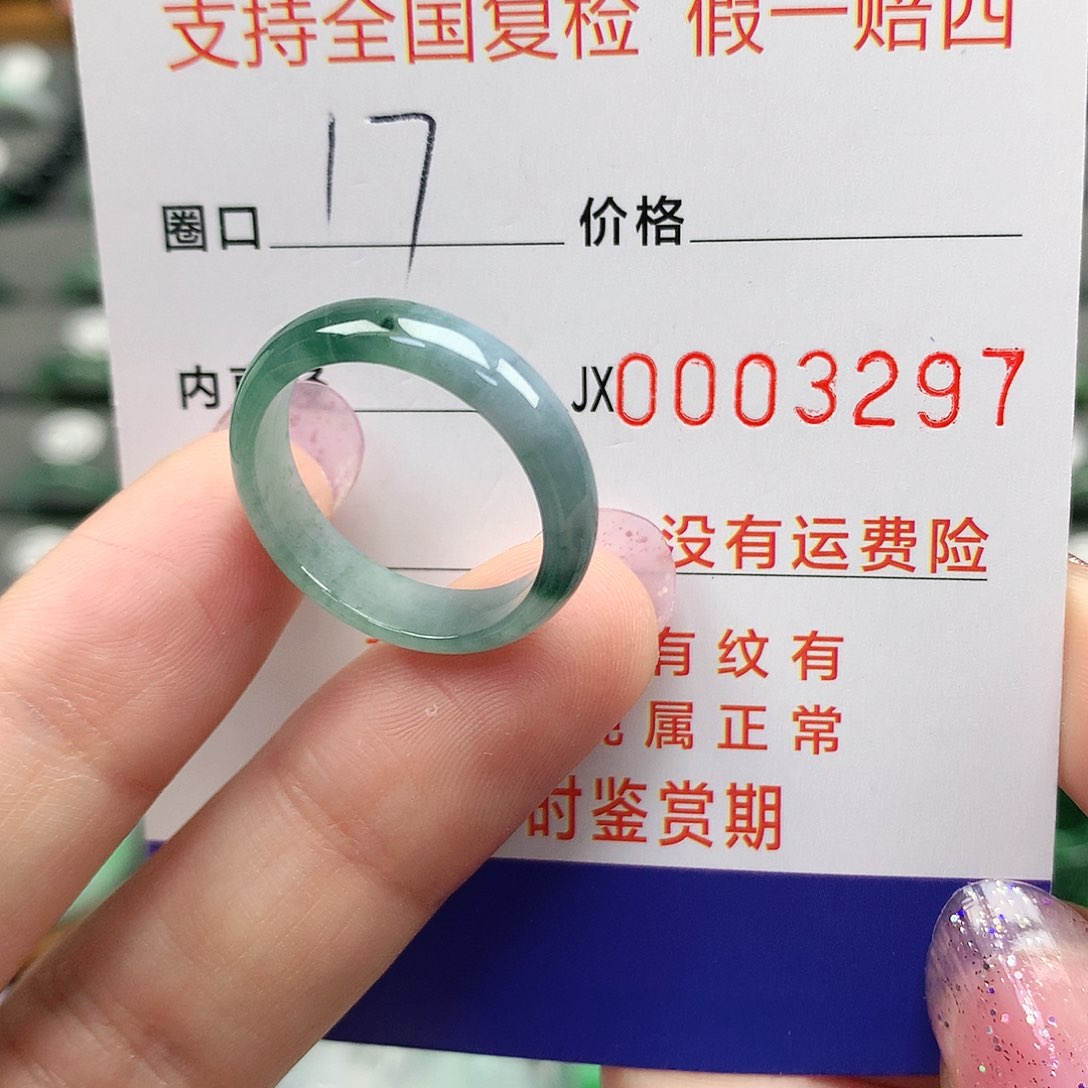 支持全国复检 假一赔四
圈口 17 价格
内 JX0003297
没有运费险
有纹有
属正常
时鉴赏期